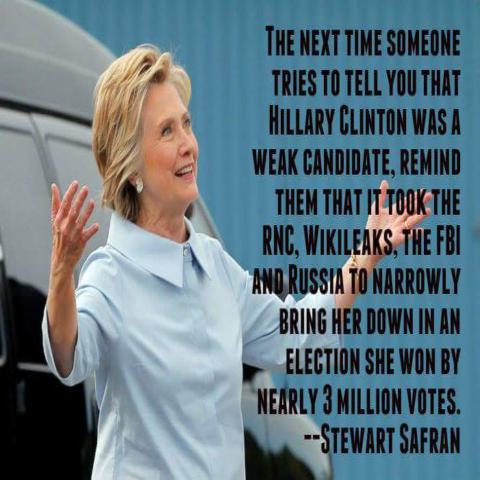 The next time someone
tries to tell you that
Hillary Clinton was a
weak candidate, remind
them that it took the
RNC, Wikileaks, the FBI
and Russia to narrowly
bring her down in an
election she won by
nearly 3 million votes.
--Stewart Safran